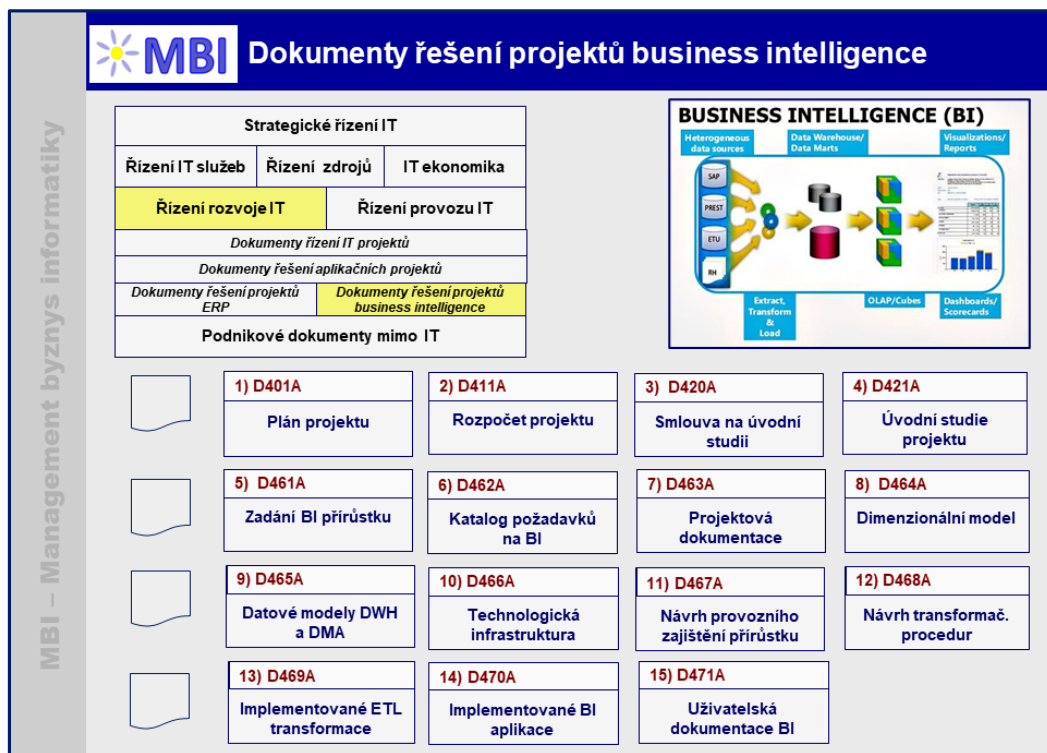 MBI – Management byznys informatiky
MBI
Dokumenty řešení projektů business intelligence
Strategické řízení IT
Řízení IT služeb
Řízení zdrojů
IT ekonomika
Řízení rozvoje IT
Řízení provozu IT
Dokumenty řízení IT projektů
Dokumenty řešení aplikačních projektů
Dokumenty řešení projektů
ERP
Dokumenty řešení projektů
business intelligence
Podnikové dokumenty mimo IT
BUSINESS INTELLIGENCE (BI)
Heterogeneous
data sources
Data Warehouse/
Data Marts
Visualizations/
Reports
SAP
PREST
ETU
RH
Extract,
Transform
&
Load
OLAP/Cubes
Dashboards/
Scorecards
1) D401A
Plán projektu
2) D411A
Rozpočet projektu
3) D420A
Smlouva na úvodní
studii
4) D421A
Úvodní studie
projektu
5) D461A
Zadání BI přírůstku
6) D462A
Katalog požadavků
na BI
7) D463A
Projektová
dokumentace
8) D464A
Dimenzionální model
9) D465A
Datové modely DWH
a DMA
10) D466A
Technologická
infrastruktura
11) D467A
Návrh provozního
zajištění přírůstku
12) D468A
Návrh transformač.
procedur
13) D469A
Implementované ETL
transformace
14) D470A
Implementované BI
aplikace
15) D471A
Uživatelská
dokumentace BI